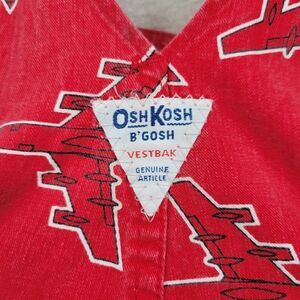 OSHKOSH
B'GOSH
VESTBAK
GENUINE
ARTICLE